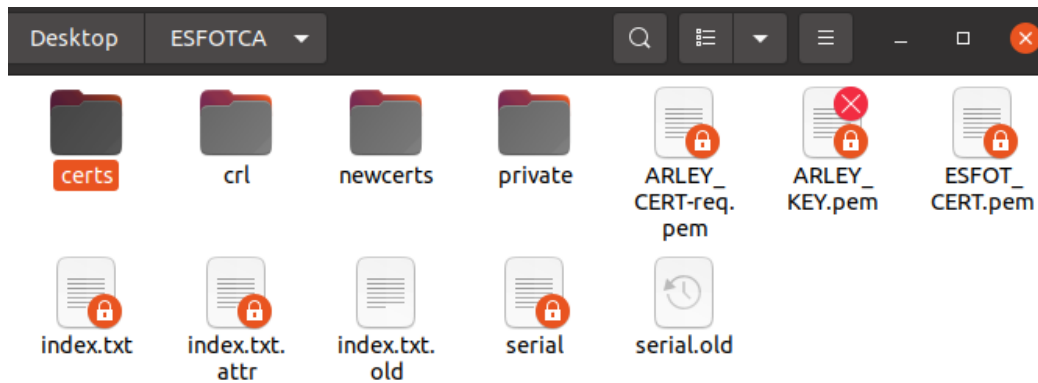 Desktop ESFOTCA
certs crl newcerts private ARLEY_ ARLEY_ ESFOT_
CERT-req. KEY.pem CERT.pem
pem
index.txt index.txt. index.txt. serial serial.old
attr old